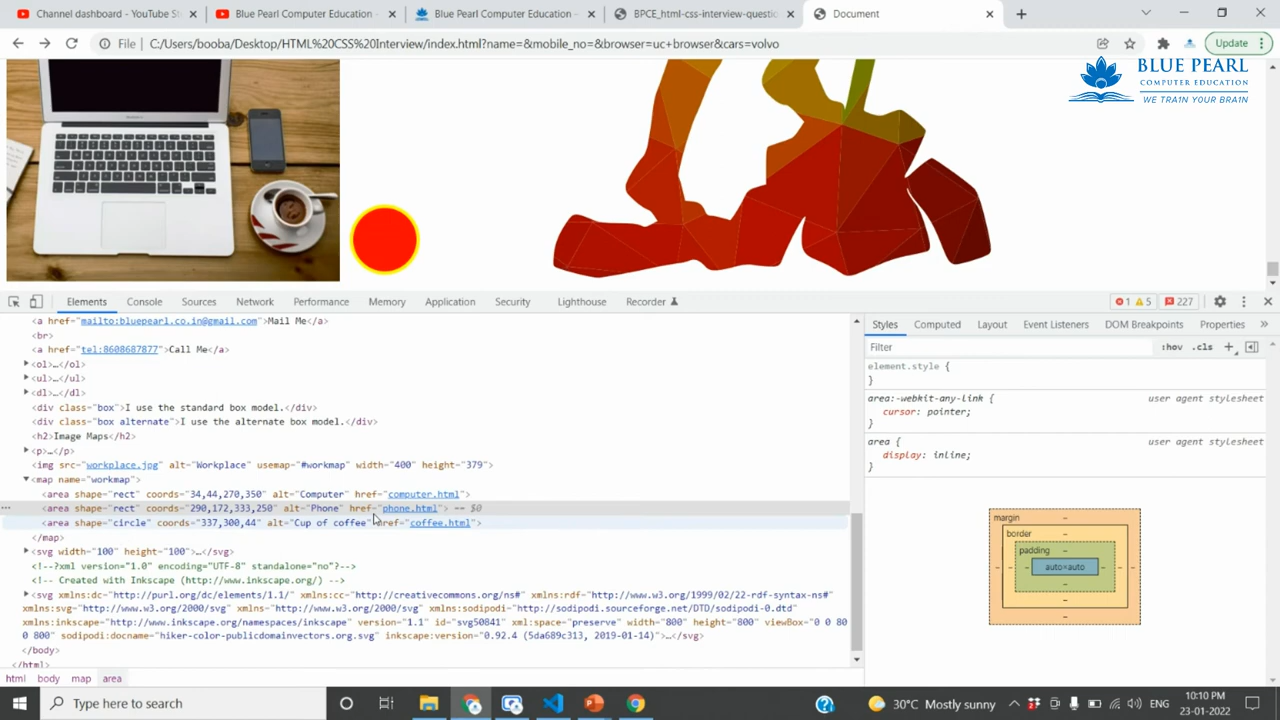 Channel dashboard - YouTube St
Blue Pearl Computer Education -
Blue Pearl Computer Education –
BPCE_html-css-interview-questio
Document
File
C:/Users/booba/Desktop/HTML%20CSS%20Interview/index.html?name=&mobile_no=&browser=uc+browser&cars=volvo
Update
BLUE PEARL
COMPUTER EDUCATION
WE TRAIN YOUR BRAIN
Elements Console Sources Network Performance Memory Application Security Lighthouse Recorder
1 5 227
<a href="mailto:bluepearl.co.in@gmail.com">Mail Me</a>
<br>
<a href="tel:8608687877">Call Me</a>
<ol>…</ol>
<ul>…</ul>
<dl>…</dl>
<div class="box">I use the standard box model.</div>
<div class="box alternate">I use the alternate box model.</div>
<h2>Image Maps</h2>
<p>…</p>
<img src="workplace.jpg" alt="Workplace" usemap="#workmap" width="400" height="379">
<map name="workmap">
<area shape="rect" coords="34,44,270,350" alt="Computer" href="computer.html">
<area shape="rect" coords="290,172,333,250" alt="Phone" href="phone.html"> == $0
<area shape="circle" coords="337,300,44" alt="Cup of coffee" href="coffee.html">
</map>
<svg width="100" height="100">…</svg>
<!--?xml version="1.0" encoding="UTF-8" standalone="no"?-->
<!-- Created with Inkscape (http://www.inkscape.org/) -->
<svg xmlns:dc="http://purl.org/dc/elements/1.1/" xmlns:cc="http://creativecommons.org/ns#" xmlns:rdf="http://www.w3.org/1999/02/22-rdf-syntax-ns#"
xmlns:svg="http://www.w3.org/2000/svg" xmlns="http://www.w3.org/2000/svg" xmlns:sodipodi="http://sodipodi.sourceforge.net/DTD/sodipodi-0.dtd"
xmlns:inkscape="http://www.inkscape.org/namespaces/inkscape" version="1.1" id="svg50841" xml:space="preserve" width="800" height="800" viewBox="0 0 80
0 800" sodipodi:docname="hiker-color-publicdomainvectors.org.svg" inkscape:version="0.92.4 (5da689c313, 2019-01-14)">…</svg>
</body>
</html>
html body map area
Styles Computed Layout Event Listeners DOM Breakpoints Properties
Filter
:hov .cls
element.style {
}
area:-webkit-any-link { user agent stylesheet
cursor: pointer;
}
area { user agent stylesheet
display: inline;
}
margin –
border –
padding –
auto×auto
Type here to search
30°C Mostly sunny
ENG
10:10 PM
23-01-2022